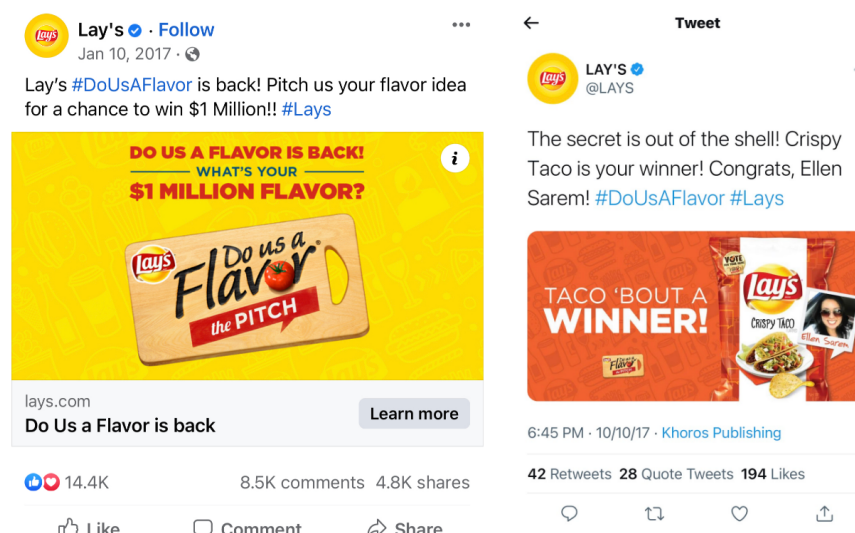 Lay's · Follow
Jan 10, 2017 ·
Lay's #DoUsAFlavor is back! Pitch us your flavor idea
for a chance to win $1 Million!! #Lays
DO US A FLAVOR IS BACK!
WHAT'S YOUR
$1 MILLION FLAVOR?
i
Lay's
Do us a
Flavor
the PITCH
lays.com
Do Us a Flavor is back
Learn more
14.4K
8.5K comments 4.8K shares
Like
Comment
Share
Tweet
Lay's
LAY'S
@LAYS
The secret is out of the shell! Crispy
Taco is your winner! Congrats, Ellen
Sarem! #DoUsAFlavor #Lays
TACO 'BOUT A
WINNER!
Flavor
VOTE
Lay's
CRISPY TACO
Ellen Sarem
6:45 PM · 10/10/17 · Khoros Publishing
42 Retweets 28 Quote Tweets 194 Likes